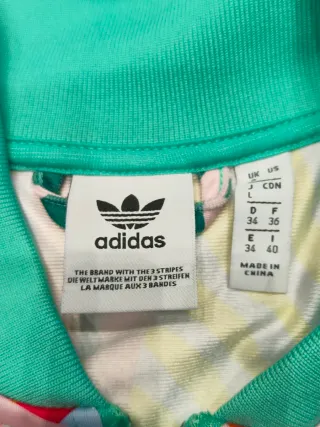 adidas
THE BRAND WITH THE 3 STRIPES
DIE WELTMARKE MIT DEN 3 STREIFEN
LA MARQUE AUX 3 BANDES
UK US
L CDN
D F
34 36
E I
34 40
MADE IN
CHINA